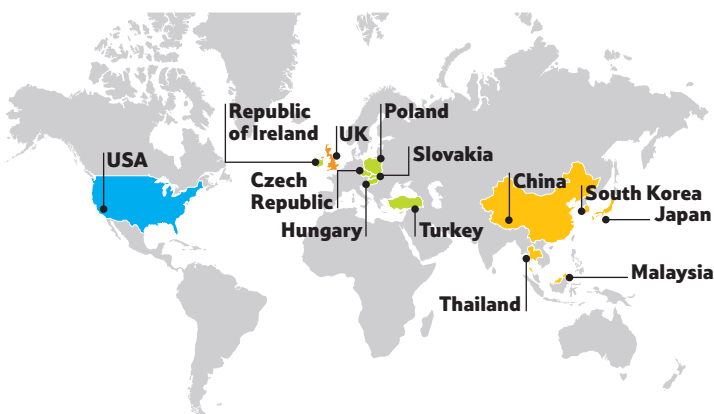 Republic
of Ireland
Poland
UK
USA
Slovakia
Czech
Republic
China
South Korea
Japan
Hungary
Turkey
Malaysia
Thailand